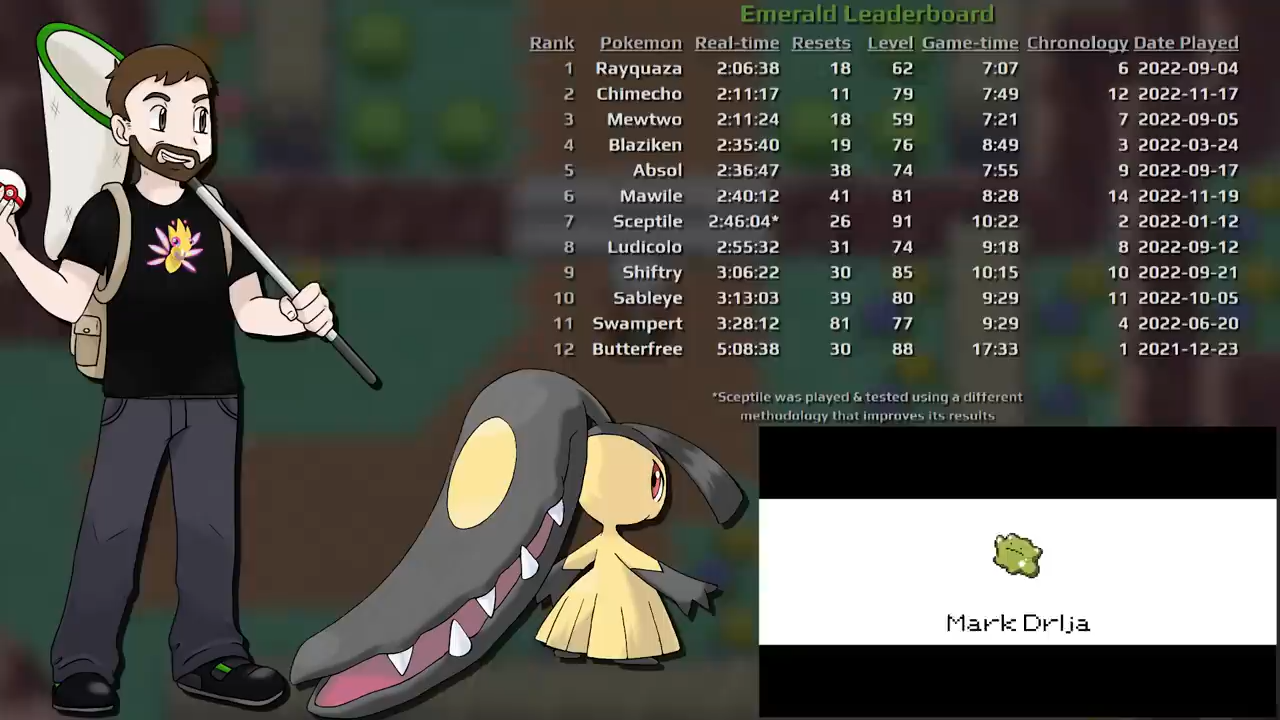 Emerald Leaderboard
Rank Pokemon Real-time Resets Level Game-time Chronology Date Played
1 Rayquaza 2:06:38 18 62 7:07 6 2022-09-04
2 Chimecho 2:11:17 11 79 7:49 12 2022-11-17
3 Mewtwo 2:11:24 18 59 7:21 7 2022-09-05
4 Blaziken 2:35:40 19 76 8:49 3 2022-03-24
5 Absol 2:36:47 38 74 7:55 9 2022-09-17
6 Mawile 2:40:12 41 81 8:28 14 2022-11-19
7 Sceptile 2:46:04* 26 91 10:22 2 2022-01-12
8 Ludicolo 2:55:32 31 74 9:18 8 2022-09-12
9 Shiftry 3:06:22 30 85 10:15 10 2022-09-21
10 Sableye 3:13:03 39 80 9:29 11 2022-10-05
11 Swampert 3:28:12 81 77 9:29 4 2022-06-20
12 Butterfree 5:08:38 30 88 17:33 1 2021-12-23
*Sceptile was played & tested using a different
methodology that improves its results
Mark Drlja